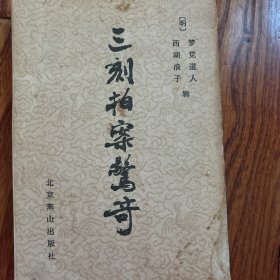 〔明〕
梦觉道人
西湖浪子 辑
三刻拍案驚奇
北京燕山出版社